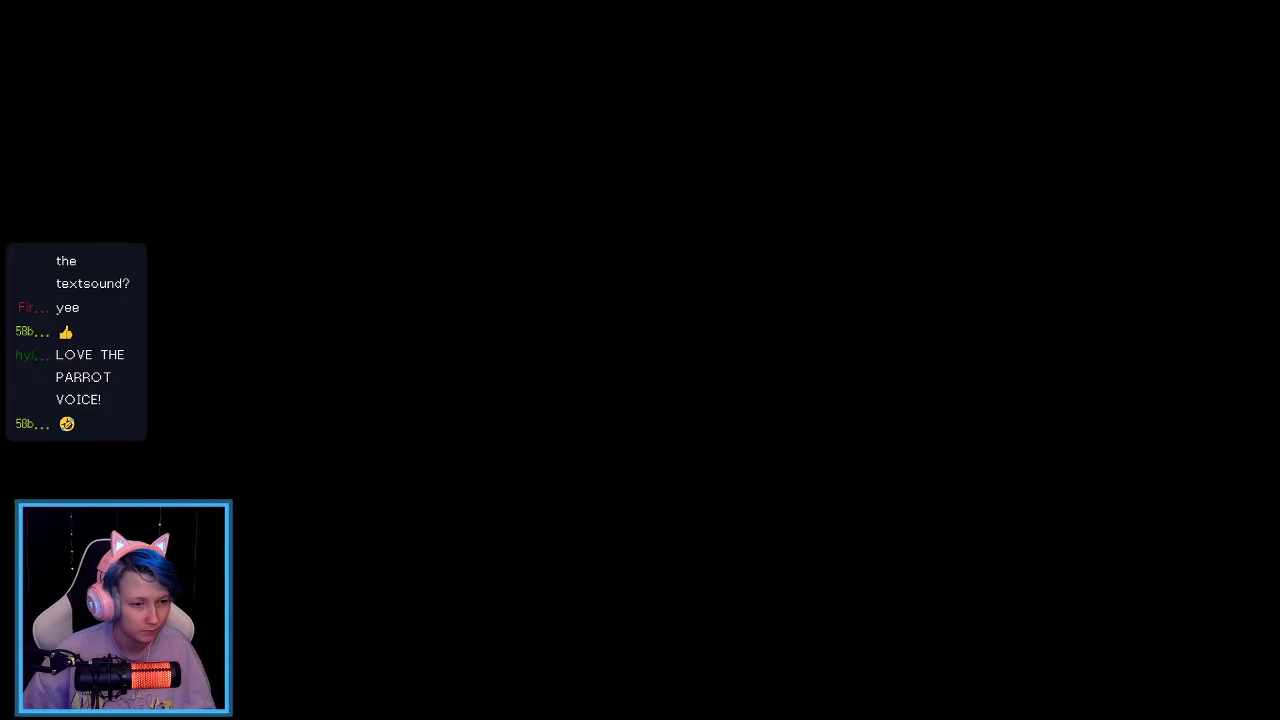 the
textsound?
Fir... yee
58b... 👍
hyl... LOVE THE
PARROT
VOICE!
58b... 🤣